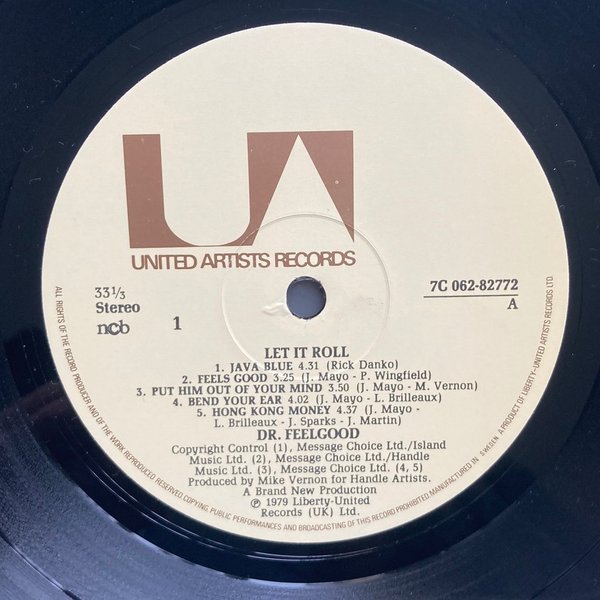 UA
UNITED ARTISTS RECORDS
33⅓
Stereo
ncb
1
7C 062-82772
A
LET IT ROLL
1. JAVA BLUE 4.31 (Rick Danko)
2. FEELS GOOD 3.25 (J. Mayo - P. Wingfield)
3. PUT HIM OUT OF YOUR MIND 3.50 (J. Mayo - M. Vernon)
4. BEND YOUR EAR 4.02 (J. Mayo - L. Brilleaux)
5. HONG KONG MONEY 4.37 (J. Mayo -
L. Brilleaux - J. Sparks - J. Martin)
DR. FEELGOOD
Copyright Control (1), Message Choice Ltd./Island
Music Ltd. (2), Message Choice Ltd./Handle
Music Ltd. (3), Message Choice Ltd. (4, 5)
Produced by Mike Vernon for Handle Artists.
A Brand New Production
℗ 1979 Liberty-United
Records (UK) Ltd.
ALL RIGHTS OF THE RECORD PRODUCER AND OF THE OWNER OF THE WORK REPRODUCED RESERVED COPYING, PUBLIC PERFORMANCES AND BROADCASTING OF THIS RECORD PROHIBITED MANUFACTURED IN SWEDEN A PRODUCT OF LIBERTY-UNITED ARTISTS RECORDS LTD.